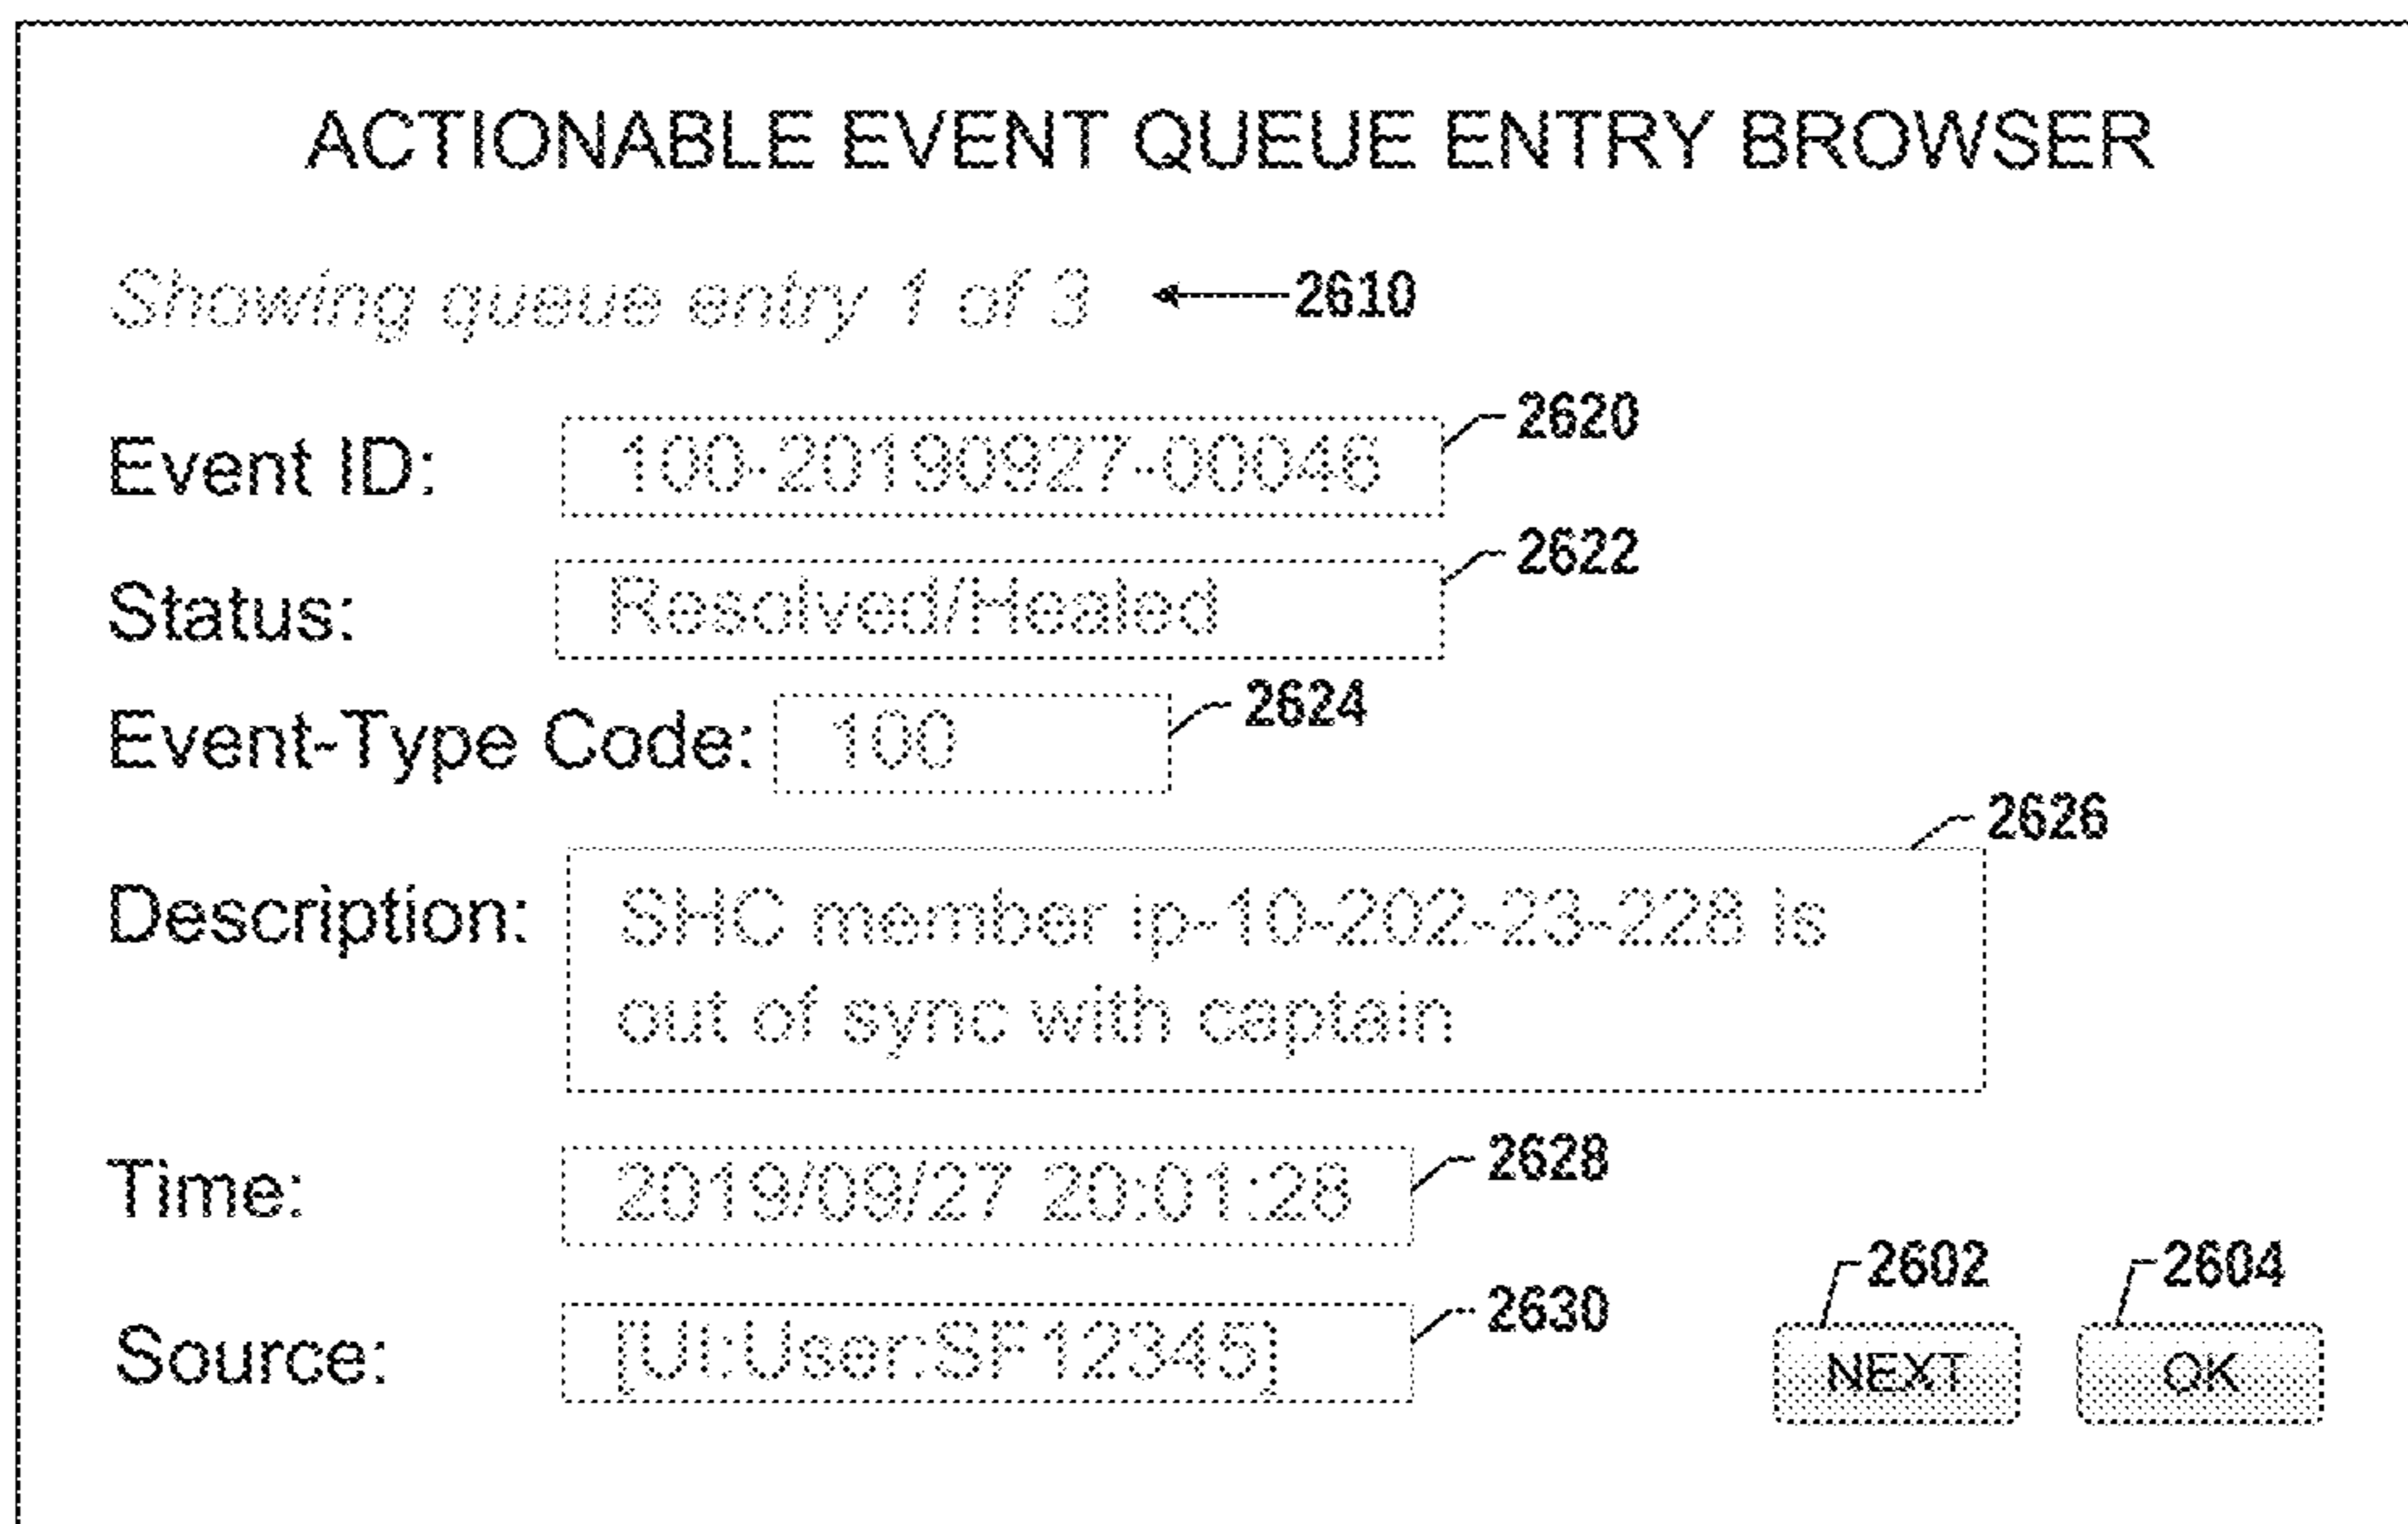 ACTIONABLE EVENT QUEUE ENTRY BROWSER
Showing queue entry 1 of 3 2610
Event ID: 100-20190927-00046 2620
Status: Resolved/Healed 2622
Event-Type Code: 100 2624
2626
Description: SHC member ip-10-202-23-228 is
out of sync with captain
Time: 2019/09/27 20:01:28 2628
2602 2604
Source: [UI:User:SF12345] 2630 NEXT OK